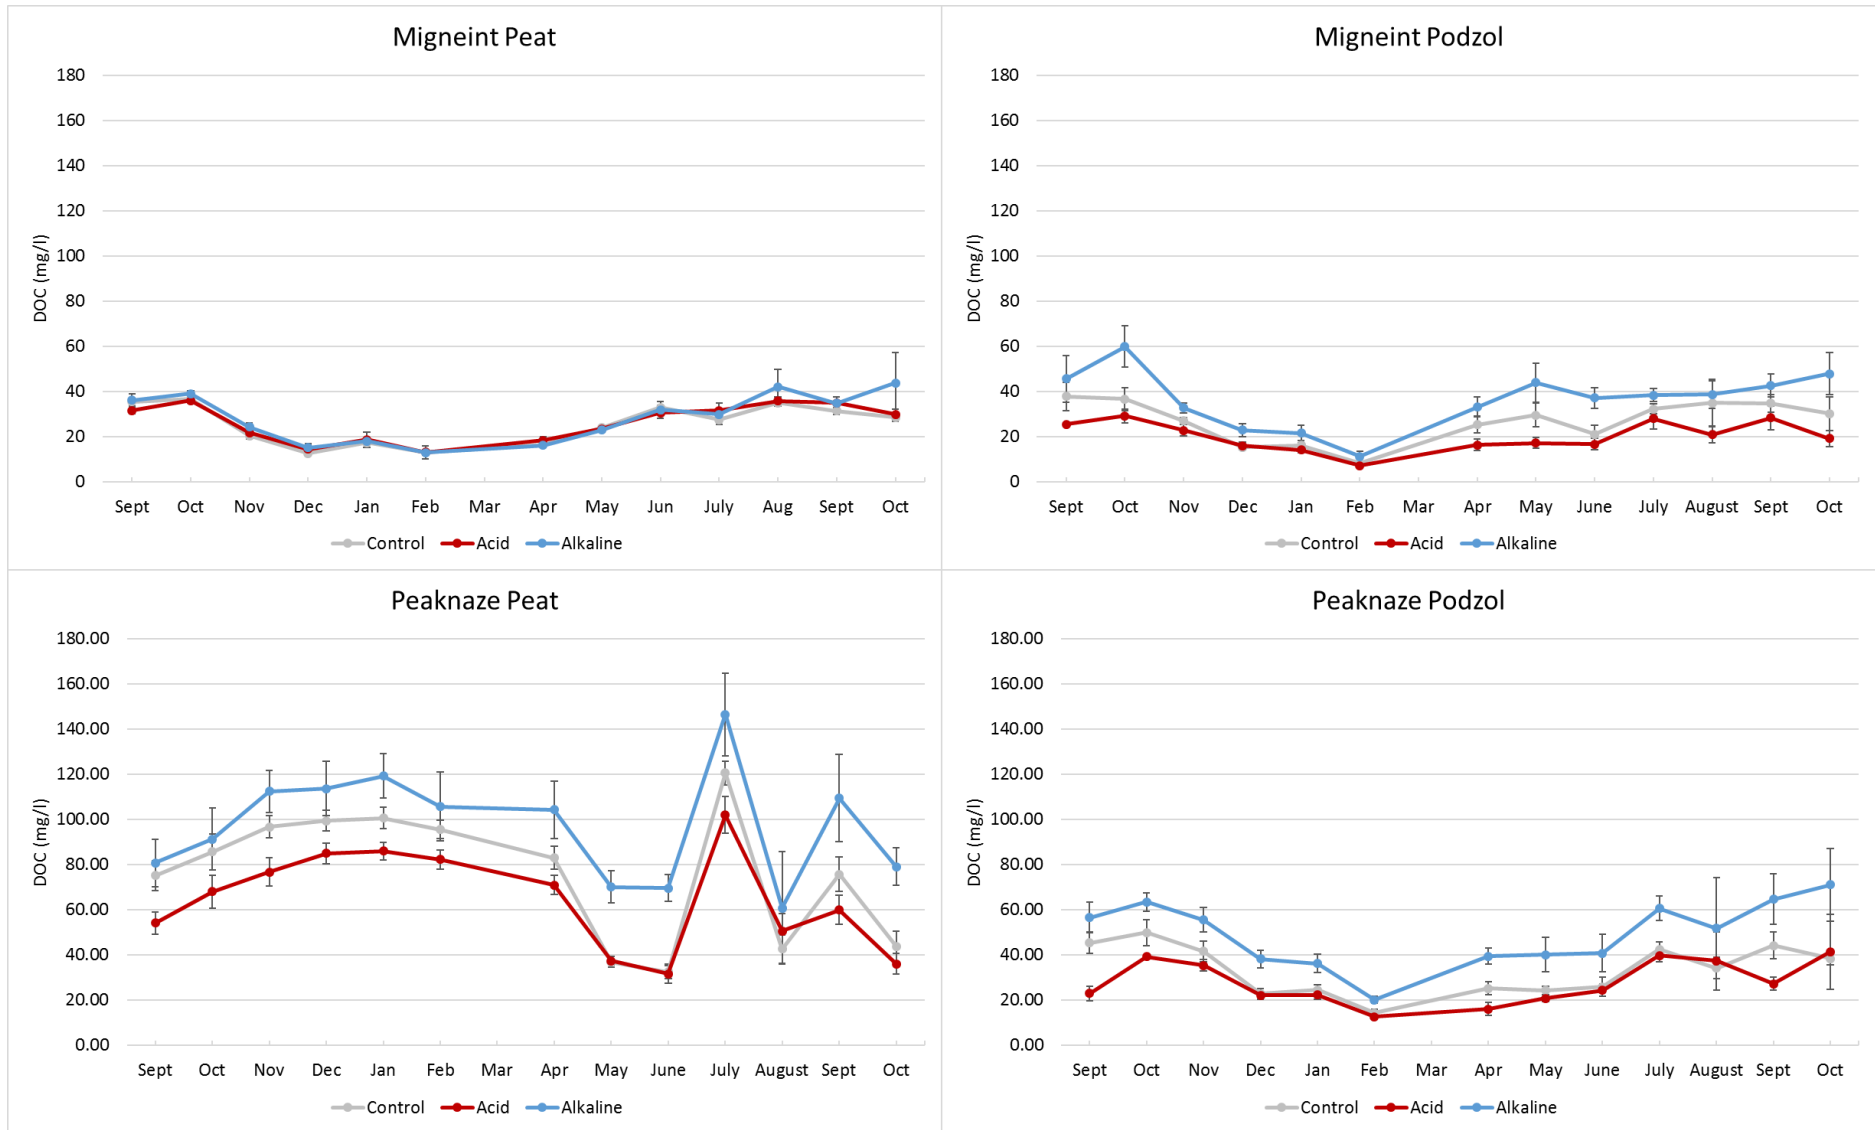 Migneint Peat
180
160
140
120
100
80
60
40
20
0
DOC (mg/l)
Sept Oct Nov Dec Jan Feb Mar Apr May Jun July Aug Sept Oct
Control Acid Alkaline
Migneint Podzol
180
160
140
120
100
80
60
40
20
0
DOC (mg/l)
Sept Oct Nov Dec Jan Feb Mar Apr May June July August Sept Oct
Control Acid Alkaline
Peaknaze Peat
180.00
160.00
140.00
120.00
100.00
80.00
60.00
40.00
20.00
0.00
DOC (mg/l)
Sept Oct Nov Dec Jan Feb Mar Apr May June July August Sept Oct
Control Acid Alkaline
Peaknaze Podzol
180.00
160.00
140.00
120.00
100.00
80.00
60.00
40.00
20.00
0.00
DOC (mg/l)
Sept Oct Nov Dec Jan Feb Mar Apr May June July August Sept Oct
Control Acid Alkaline